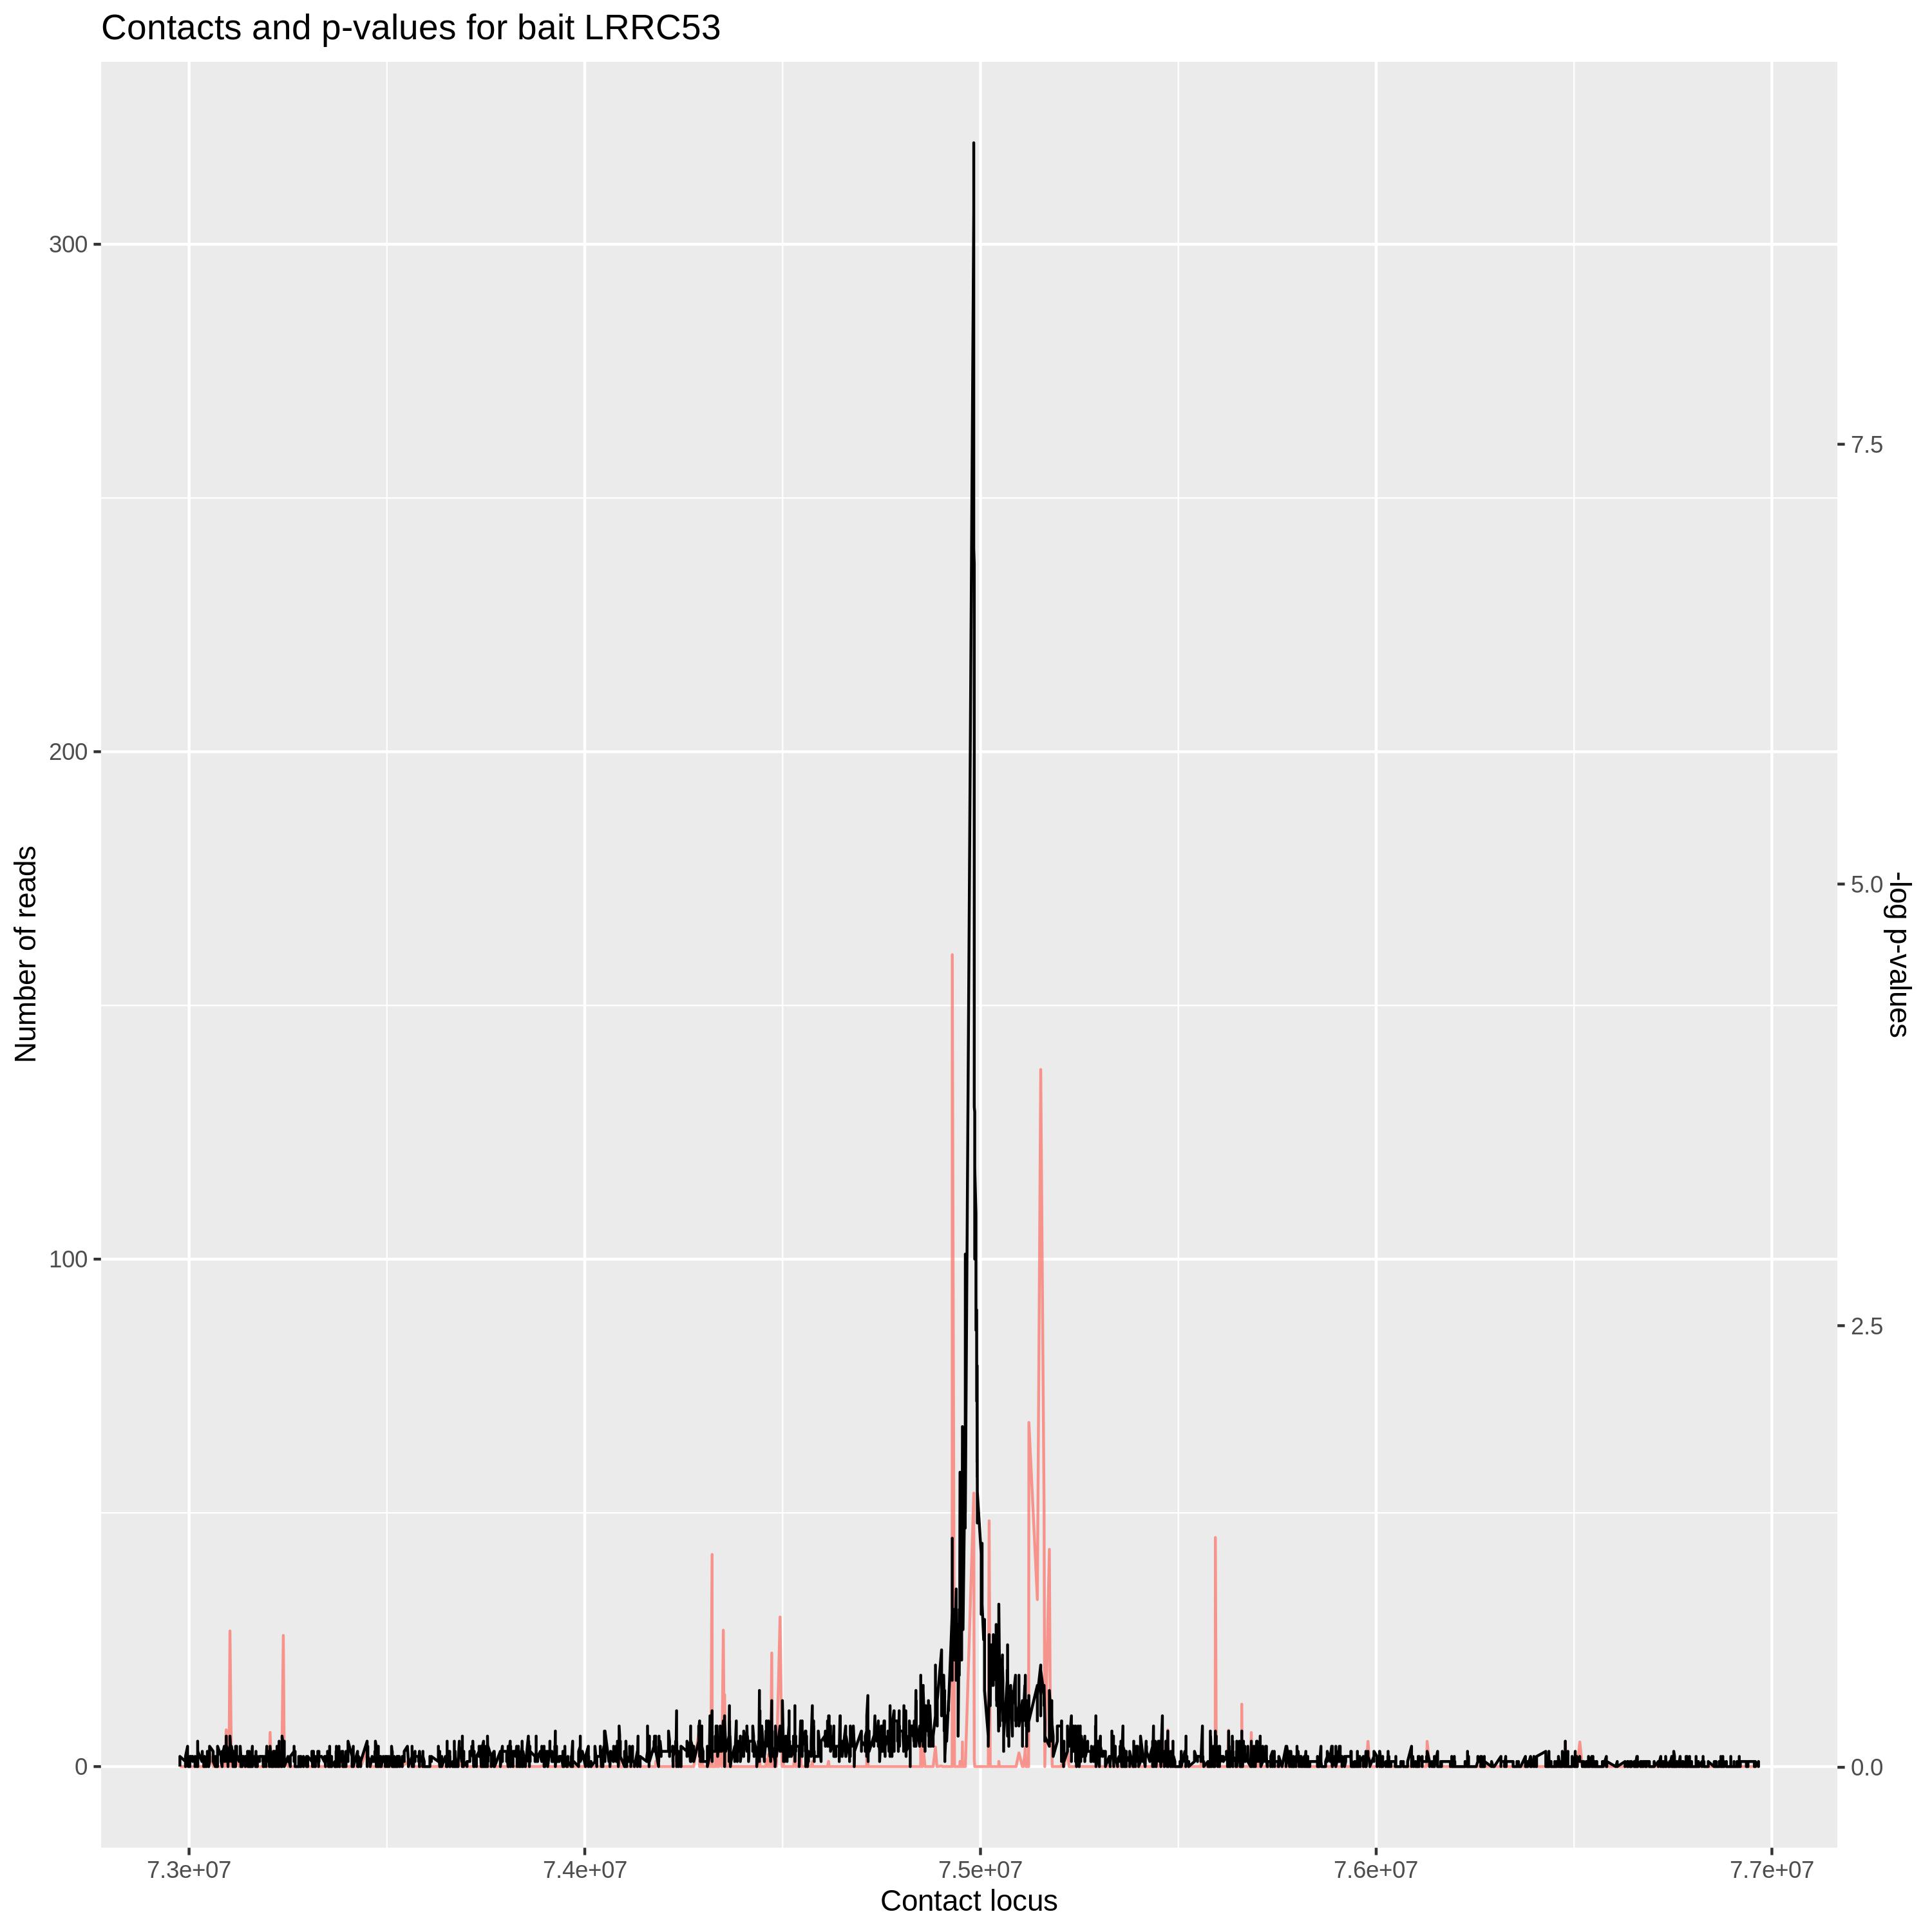 Contacts and p-values for bait LRRC53
Number of reads
300
200
100
0
7.5
5.0
2.5
0.0
-log p-values
7.3e+07
7.4e+07
7.5e+07
7.6e+07
7.7e+07
Contact locus